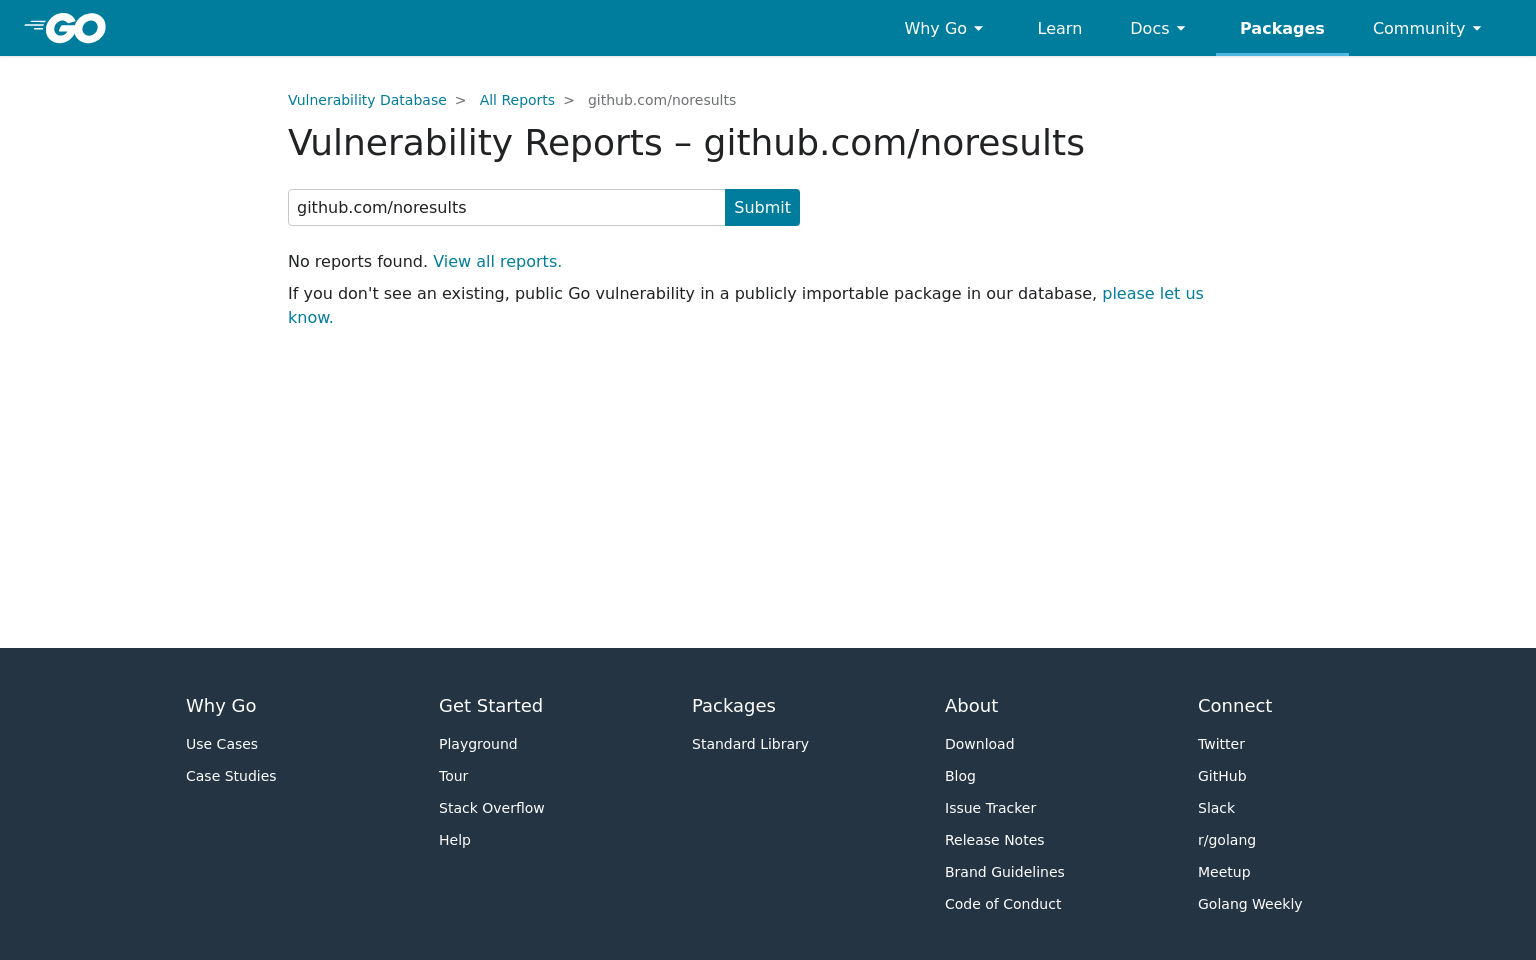 GO
Why Go
Learn
Docs
Packages
Community
Vulnerability Database > All Reports > github.com/noresults
Vulnerability Reports – github.com/noresults
github.com/noresults
Submit
No reports found. View all reports.
If you don't see an existing, public Go vulnerability in a publicly importable package in our database, please let us
know.
Why Go
Use Cases
Case Studies
Get Started
Playground
Tour
Stack Overflow
Help
Packages
Standard Library
About
Download
Blog
Issue Tracker
Release Notes
Brand Guidelines
Code of Conduct
Connect
Twitter
GitHub
Slack
r/golang
Meetup
Golang Weekly